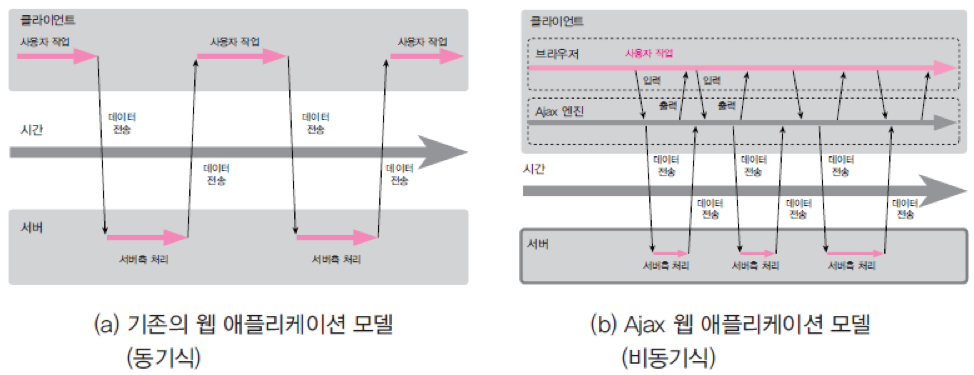 클라이언트
사용자 작업
사용자 작업
사용자 작업
데이터
전송
데이터
전송
시간
데이터
전송
데이터
전송
서버
서버측 처리
서버측 처리
(a) 기존의 웹 애플리케이션 모델
(동기식)
클라이언트
브라우저
사용자 작업
입력
입력
출력
출력
Ajax 엔진
데이터
전송
데이터
전송
데이터
전송
시간
데이터
전송
데이터
전송
데이터
전송
서버
서버측 처리
서버측 처리
서버측 처리
(b) Ajax 웹 애플리케이션 모델
(비동기식)